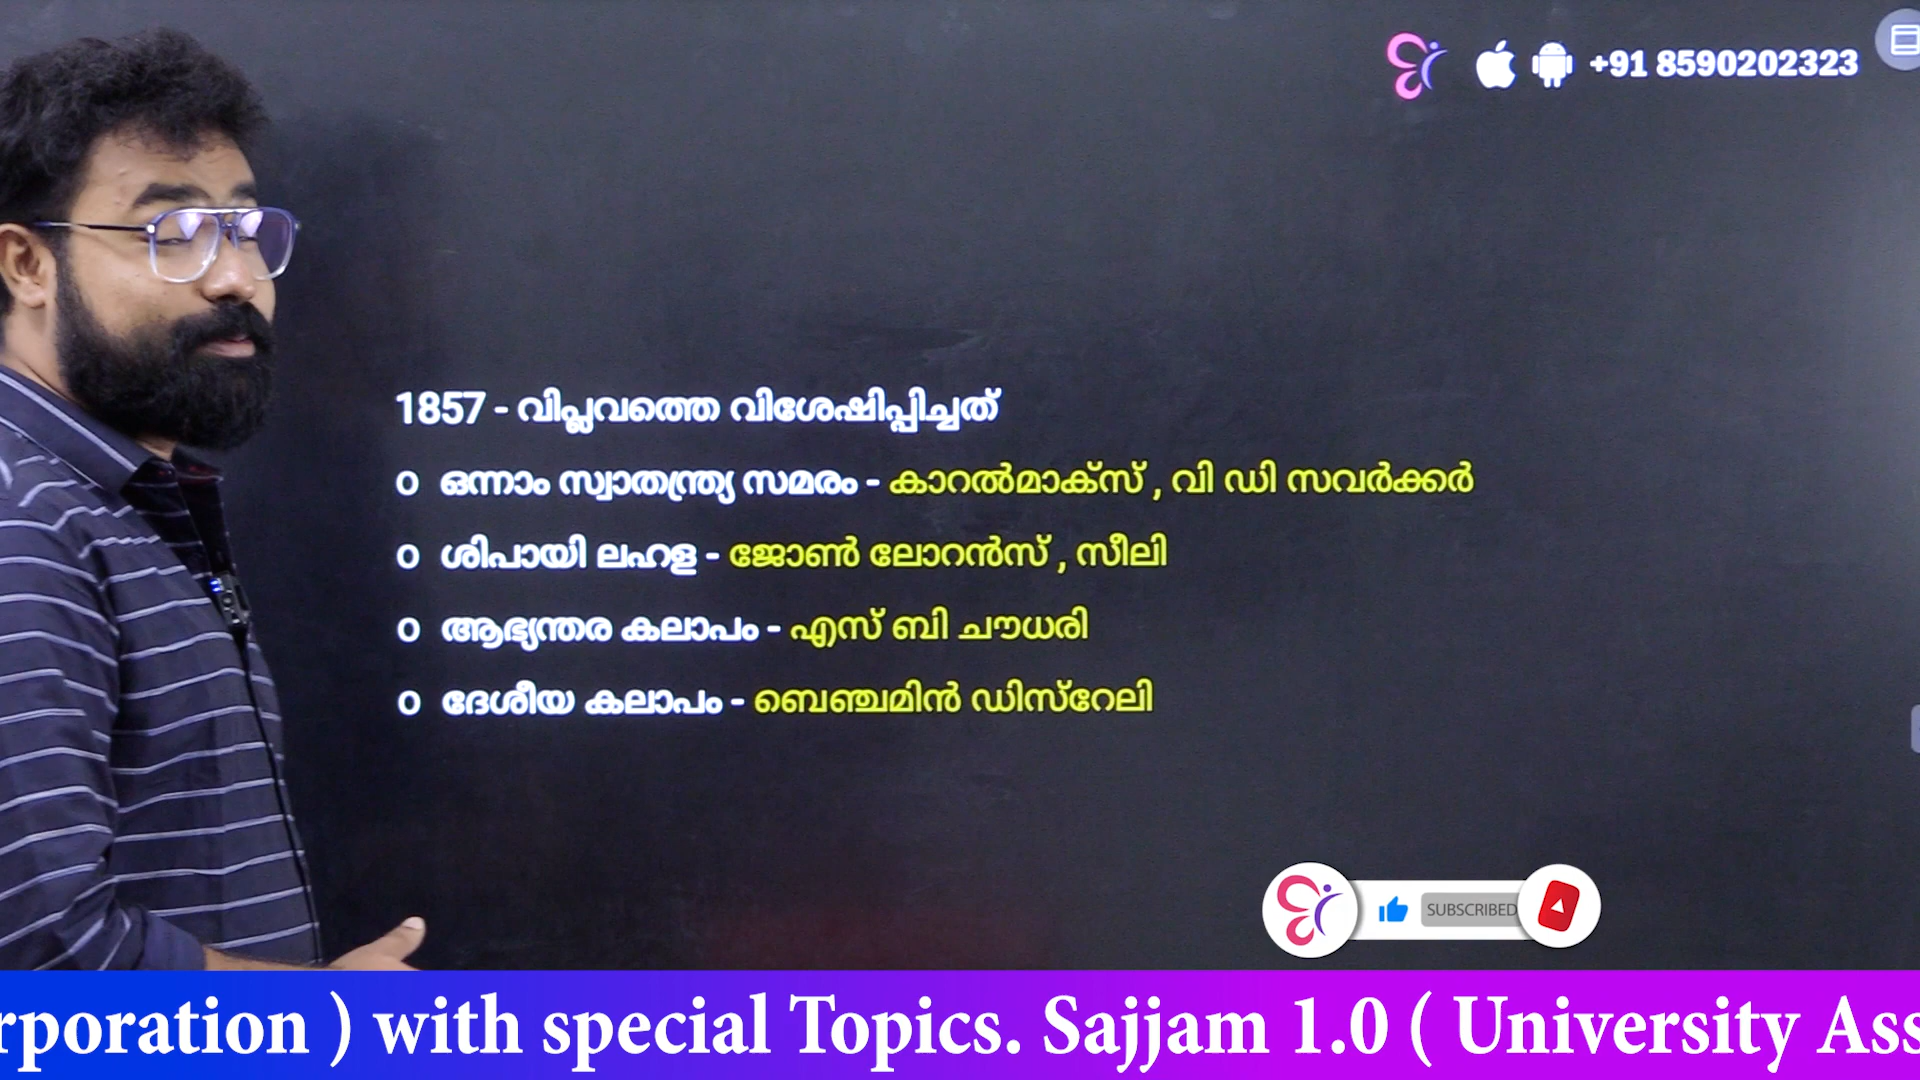 +91 8590202323
1857 - വിപ്ലവത്തെ വിശേഷിപ്പിച്ചത്
o ഒന്നാം സ്വാതന്ത്ര്യ സമരം - കാറൽമാക്സ് , വി ഡി സവർക്കർ
o ശിപായി ലഹള - ജോൺ ലോറൻസ് , സീലി
o ആഭ്യന്തര കലാപം - എസ് ബി ചൗധരി
o ദേശീയ കലാപം - ബെഞ്ചമിൻ ഡിസ്റേലി
SUBSCRIBED
rporation ) with special Topics. Sajjam 1.0 ( University Ass